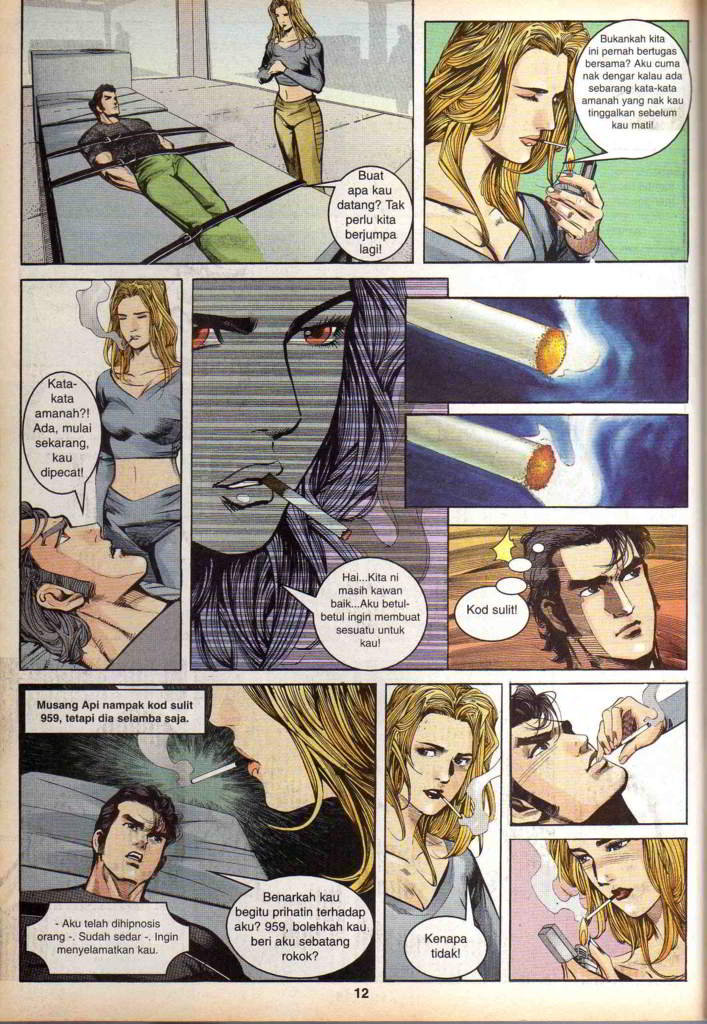 Buat
apa kau
datang? Tak
perlu kita
berjumpa
lagi!
Bukankah kita
ini pernah bertugas
bersama? Aku cuma
nak dengar kalau ada
sebarang kata-kata
amanah yang nak kau
tinggalkan sebelum
kau mati!
Kata-
kata
amanah?!
Ada, mulai
sekarang,
kau
dipecat!
Hai...Kita ni
masih kawan
baik...Aku betul-
betul ingin membuat
sesuatu untuk
kau!
Kod sulit!
Musang Api nampak kod sulit
959, tetapi dia selamba saja.
- Aku telah dihipnosis
orang -. Sudah sedar -. Ingin
menyelamatkan kau.
Benarkah kau
begitu prihatin terhadap
aku? 959, bolehkah kau
beri aku sebatang
rokok?
Kenapa
tidak!
12